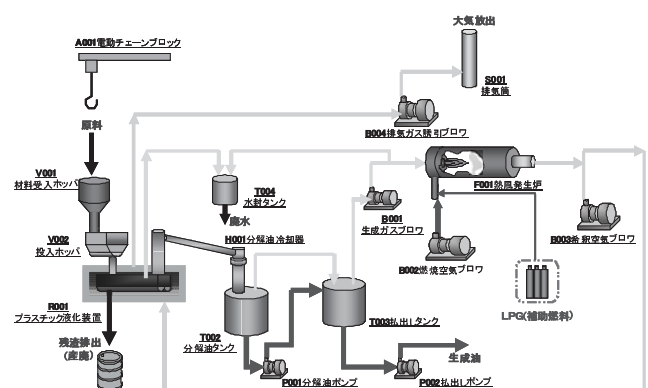 大気放出
A001電動チェーンブロック
S001
排気筒
原料
B004排気ガス誘引ブロワ
V001
材料受入ホッパ
T004
水封タンク
F001熱風発生炉
廃水
B001
生成ガスブロワ
B003希釈空気ブロワ
V002
投入ホッパ
H001分解油冷却器
B002燃焼空気ブロワ
R001
プラスチック液化装置
LPG(補助燃料)
T002
分解油タンク
T003払出しタンク
残渣排出
(産廃)
生成油
P001分解油ポンプ
P002払出しポンプ